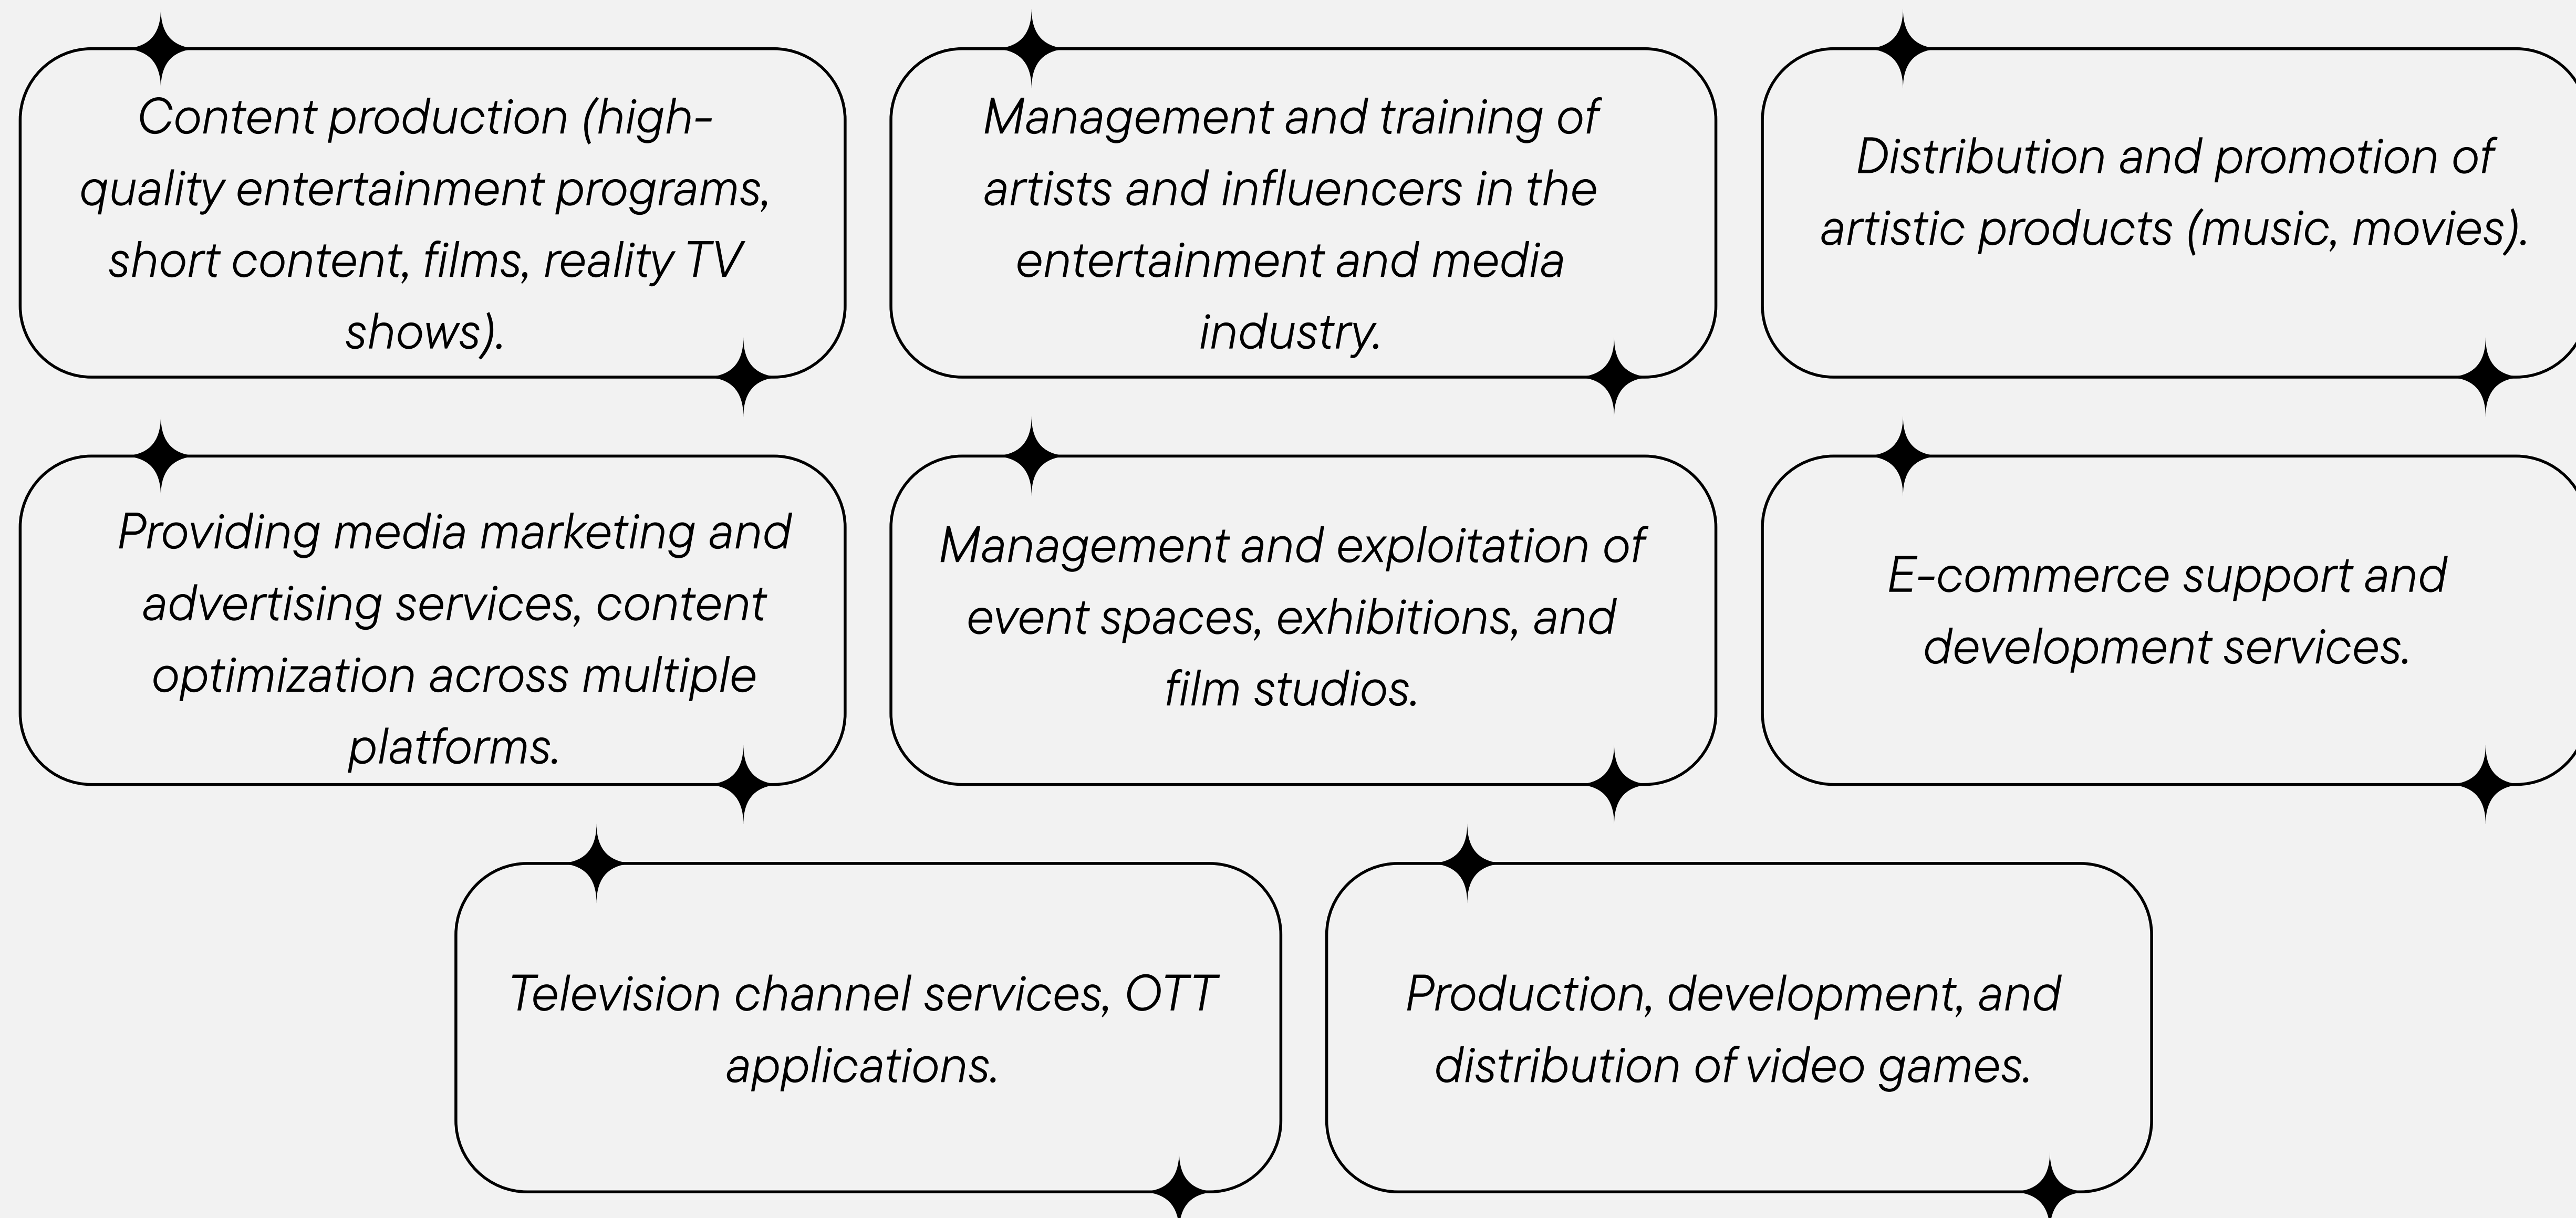 Content production (high-
quality entertainment programs,
short content, films, reality TV
shows).
Management and training of
artists and influencers in the
entertainment and media
industry.
Distribution and promotion of
artistic products (music, movies).
Providing media marketing and
advertising services, content
optimization across multiple
platforms.
Management and exploitation of
event spaces, exhibitions, and
film studios.
E-commerce support and
development services.
Television channel services, OTT
applications.
Production, development, and
distribution of video games.